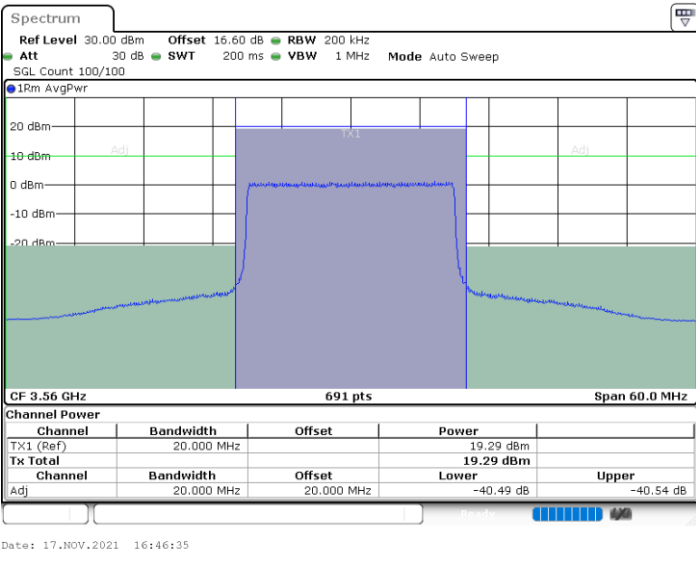 Spectrum
Ref Level 30.00 dBm Offset 16.60 dB RBW 200 kHz
Att 30 dB SWT 200 ms VBW 1 MHz Mode Auto Sweep
SGL Count 100/100
1Rm AvgPwr
20 dBm
TX1
10 dBm Adj Adj
0 dBm
-10 dBm
-20 dBm
CF 3.56 GHz 691 pts Span 60.0 MHz
Channel Power
Channel Bandwidth Offset Power
TX1 (Ref) 20.000 MHz 19.29 dBm
Tx Total 19.29 dBm
Channel Bandwidth Offset Lower Upper
Adj 20.000 MHz 20.000 MHz -40.49 dB -40.54 dB
Ready
Date: 17.NOV.2021 16:46:35